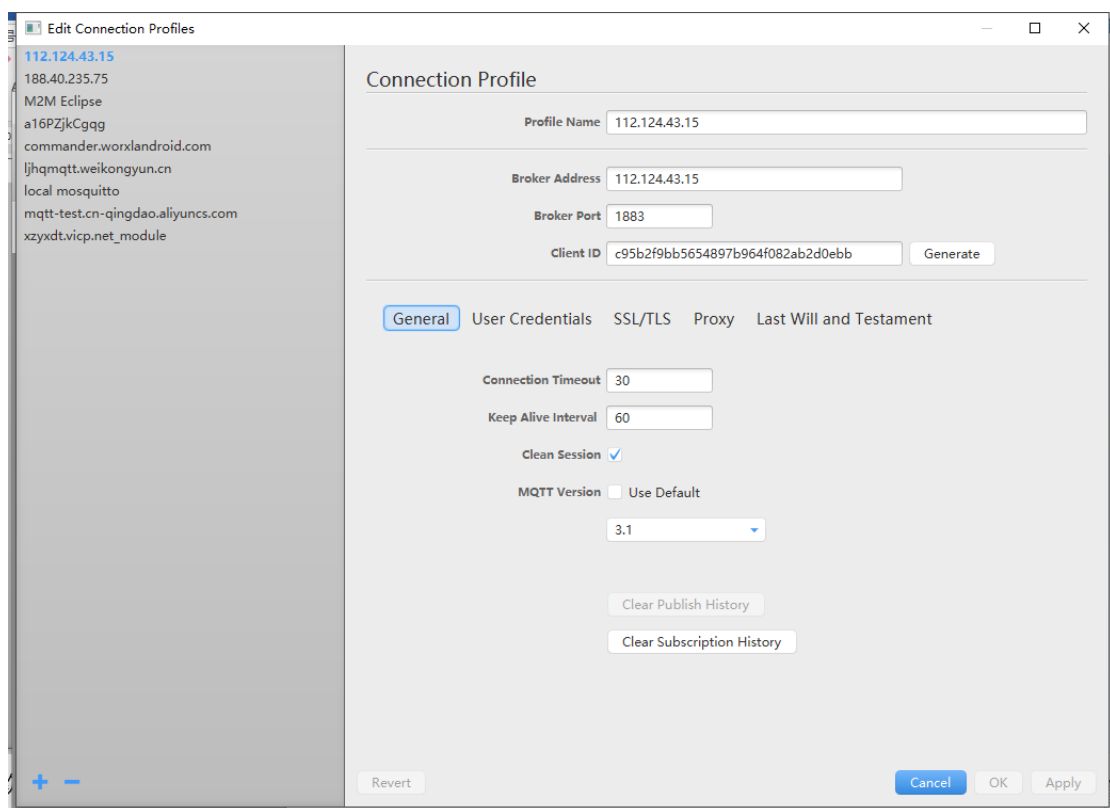 Edit Connection Profiles
112.124.43.15
188.40.235.75
M2M Eclipse
a16PZjkCgqg
commander.worxlandroid.com
ljhqmqtt.weikongyun.cn
local mosquitto
mqtt-test.cn-qingdao.aliyuncs.com
xzyxdt.vicp.net_module
Connection Profile
Profile Name 112.124.43.15
Broker Address 112.124.43.15
Broker Port 1883
Client ID c95b2f9bb5654897b964f082ab2d0ebb Generate
General User Credentials SSL/TLS Proxy Last Will and Testament
Connection Timeout 30
Keep Alive Interval 60
Clean Session
MQTT Version Use Default
3.1
Clear Publish History
Clear Subscription History
Revert Cancel OK Apply